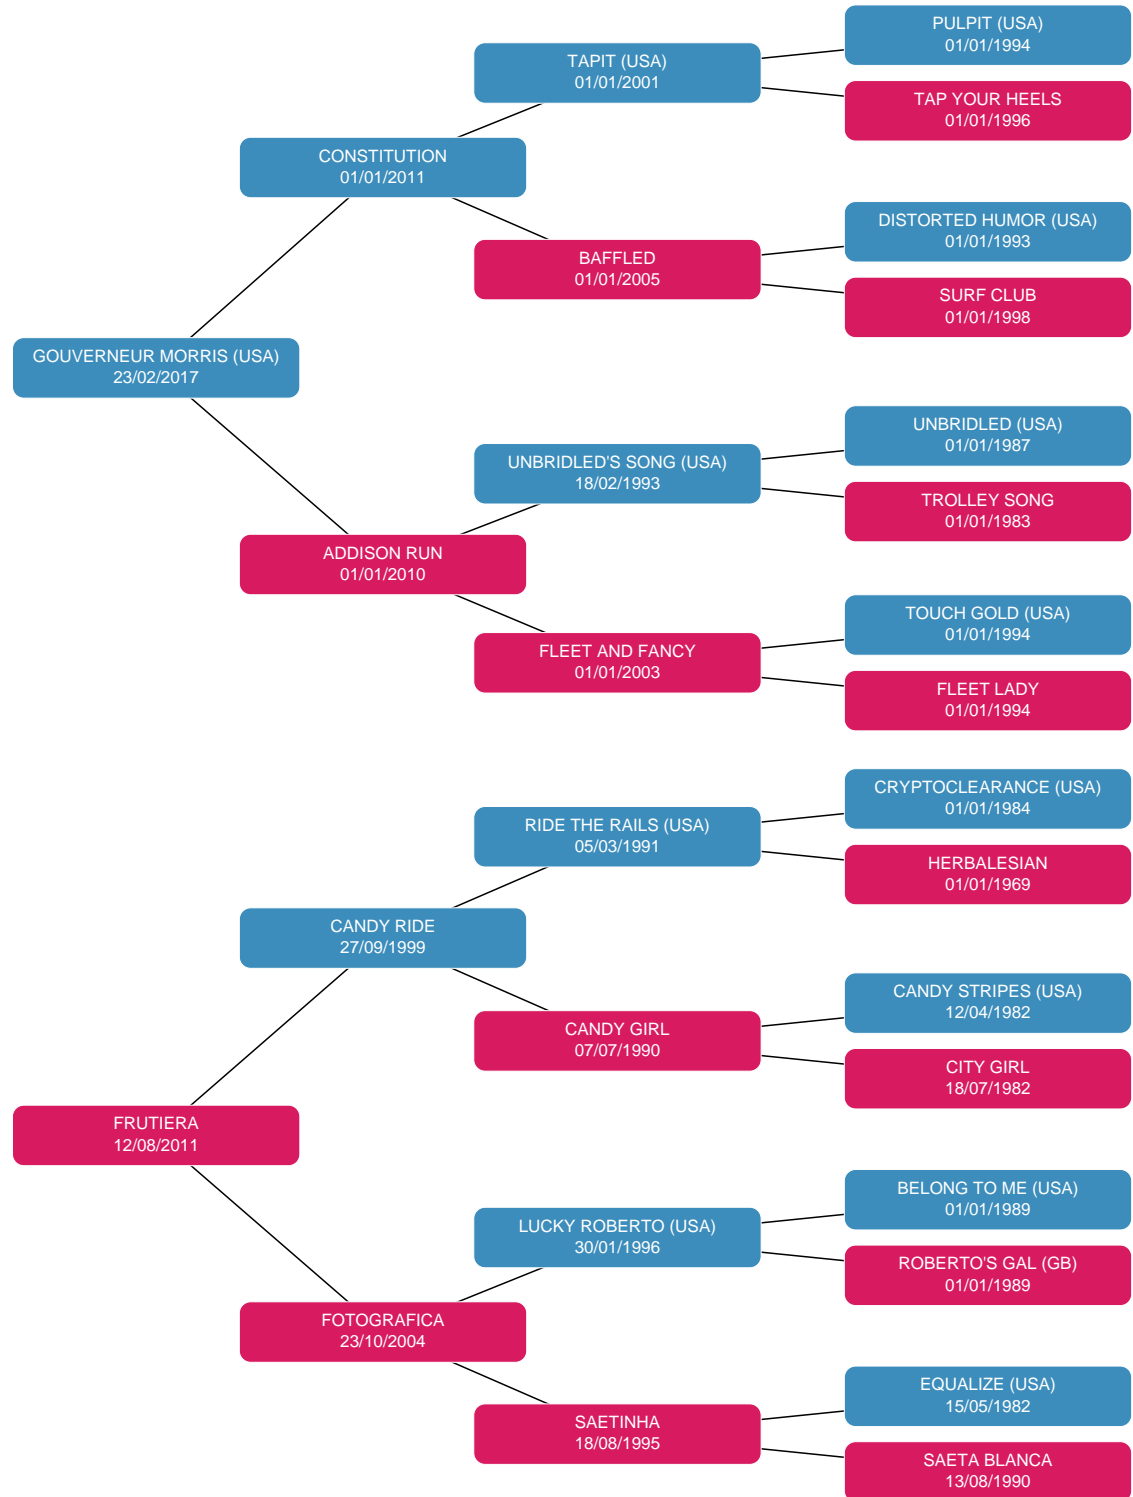 PULPIT (USA)
01/01/1994
TAPIT (USA)
01/01/2001
TAP YOUR HEELS
01/01/1996
CONSTITUTION
01/01/2011
DISTORTED HUMOR (USA)
01/01/1993
BAFFLED
01/01/2005
SURF CLUB
01/01/1998
GOUVERNEUR MORRIS (USA)
23/02/2017
UNBRIDLED (USA)
01/01/1987
UNBRIDLED'S SONG (USA)
18/02/1993
TROLLEY SONG
01/01/1983
ADDISON RUN
01/01/2010
TOUCH GOLD (USA)
01/01/1994
FLEET AND FANCY
01/01/2003
FLEET LADY
01/01/1994
CRYPTOCLEARANCE (USA)
01/01/1984
RIDE THE RAILS (USA)
05/03/1991
HERBALESIAN
01/01/1969
CANDY RIDE
27/09/1999
CANDY STRIPES (USA)
12/04/1982
CANDY GIRL
07/07/1990
CITY GIRL
18/07/1982
FRUTIERA
12/08/2011
BELONG TO ME (USA)
01/01/1989
LUCKY ROBERTO (USA)
30/01/1996
ROBERTO'S GAL (GB)
01/01/1989
FOTOGRAFICA
23/10/2004
EQUALIZE (USA)
15/05/1982
SAETINHA
18/08/1995
SAETA BLANCA
13/08/1990